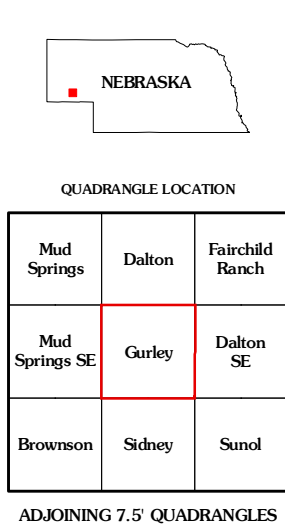 NEBRASKA
QUADRANGLE LOCATION
Mud
Springs
Dalton
Fairchild
Ranch
Mud
Springs SE
Gurley
Dalton
SE
Brownson
Sidney
Sunol
ADJOINING 7.5' QUADRANGLES